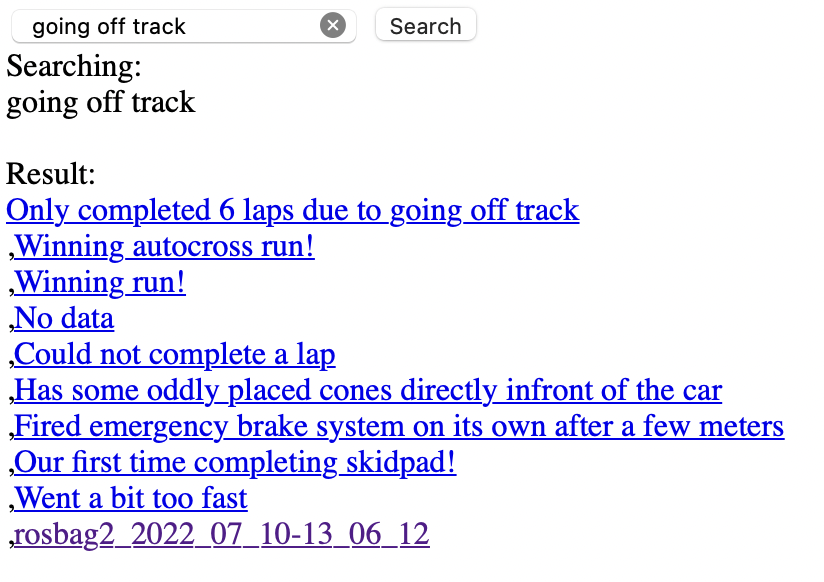 going off track
Search
Searching:
going off track
Result:
Only completed 6 laps due to going off track
,Winning autocross run!
,Winning run!
,No data
,Could not complete a lap
,Has some oddly placed cones directly infront of the car
,Fired emergency brake system on its own after a few meters
,Our first time completing skidpad!
,Went a bit too fast
,rosbag2_2022_07_10-13_06_12